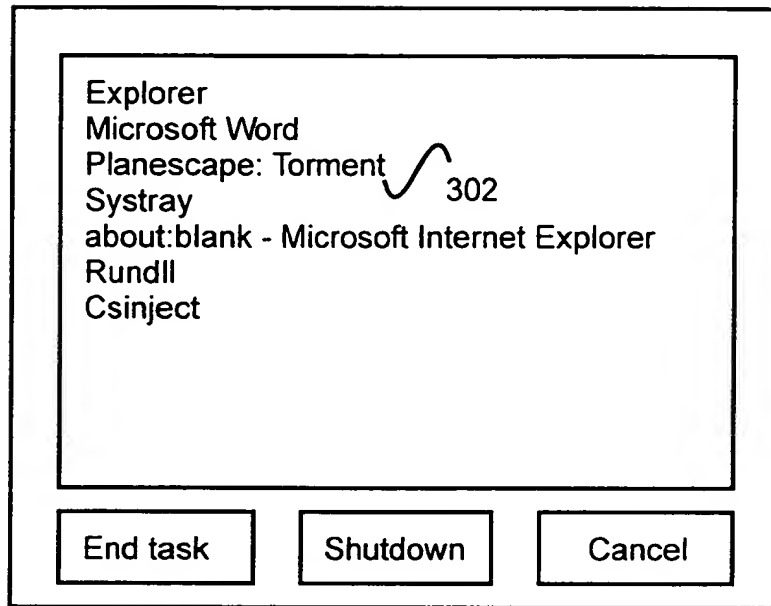 Explorer
Microsoft Word
Planescape: Torment
302
Systray
about:blank - Microsoft Internet Explorer
Rundll
Csinject
End task
Shutdown
Cancel